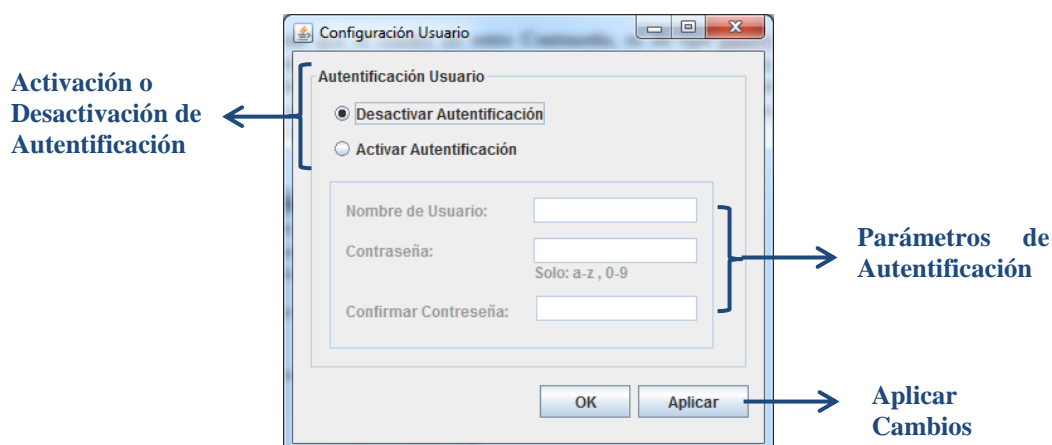 Configuración Usuario
Activación o
Desactivación de
Autentificación
Autentificación Usuario
Desactivar Autentificación
Activar Autentificación
Nombre de Usuario:
Contraseña:
Solo: a-z , 0-9
Confirmar Contreseña:
Parámetros de
Autentificación
OK
Aplicar
Aplicar
Cambios